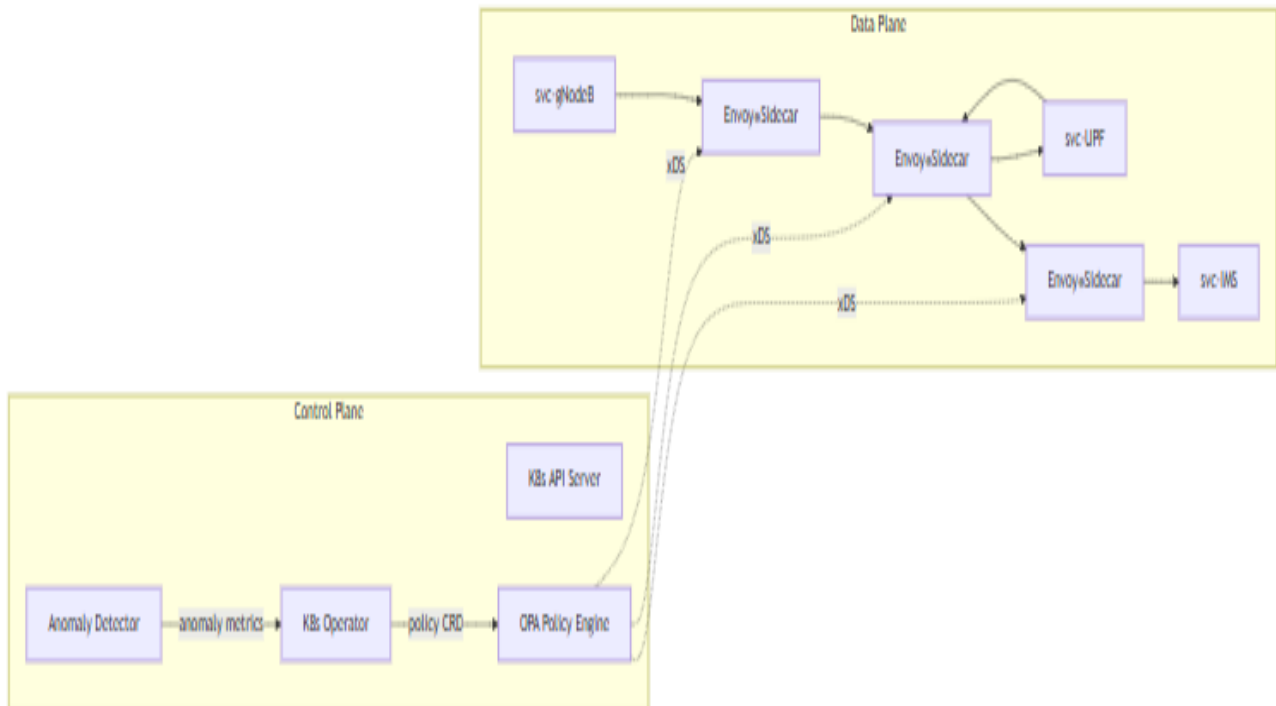 Data Plane
svc-gNodeB
Envoy•Sidecar
Envoy•Sidecar
svc-UPF
xDS
xDS
Envoy•Sidecar
svc-IMS
xDS
Control Plane
K8s API Server
Anomaly Detector
anomaly metrics
K8s Operator
policy CRD
OPA Policy Engine